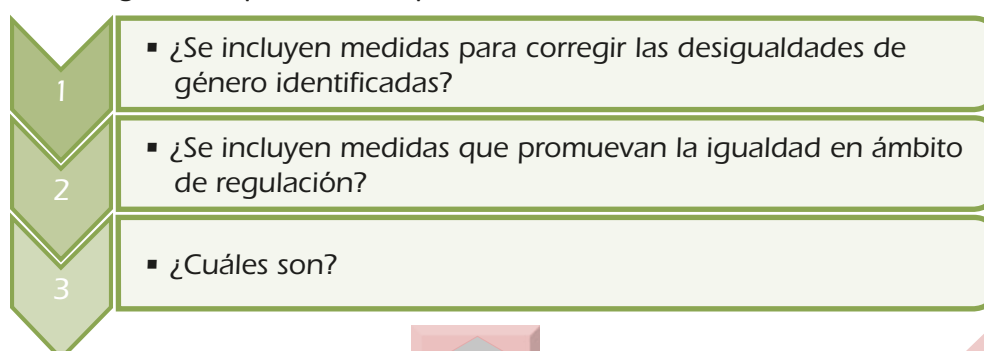 1
▪ ¿Se incluyen medidas para corregir las desigualdades de
género identificadas?
2
▪ ¿Se incluyen medidas que promuevan la igualdad en ámbito
de regulación?
3
▪ ¿Cuáles son?